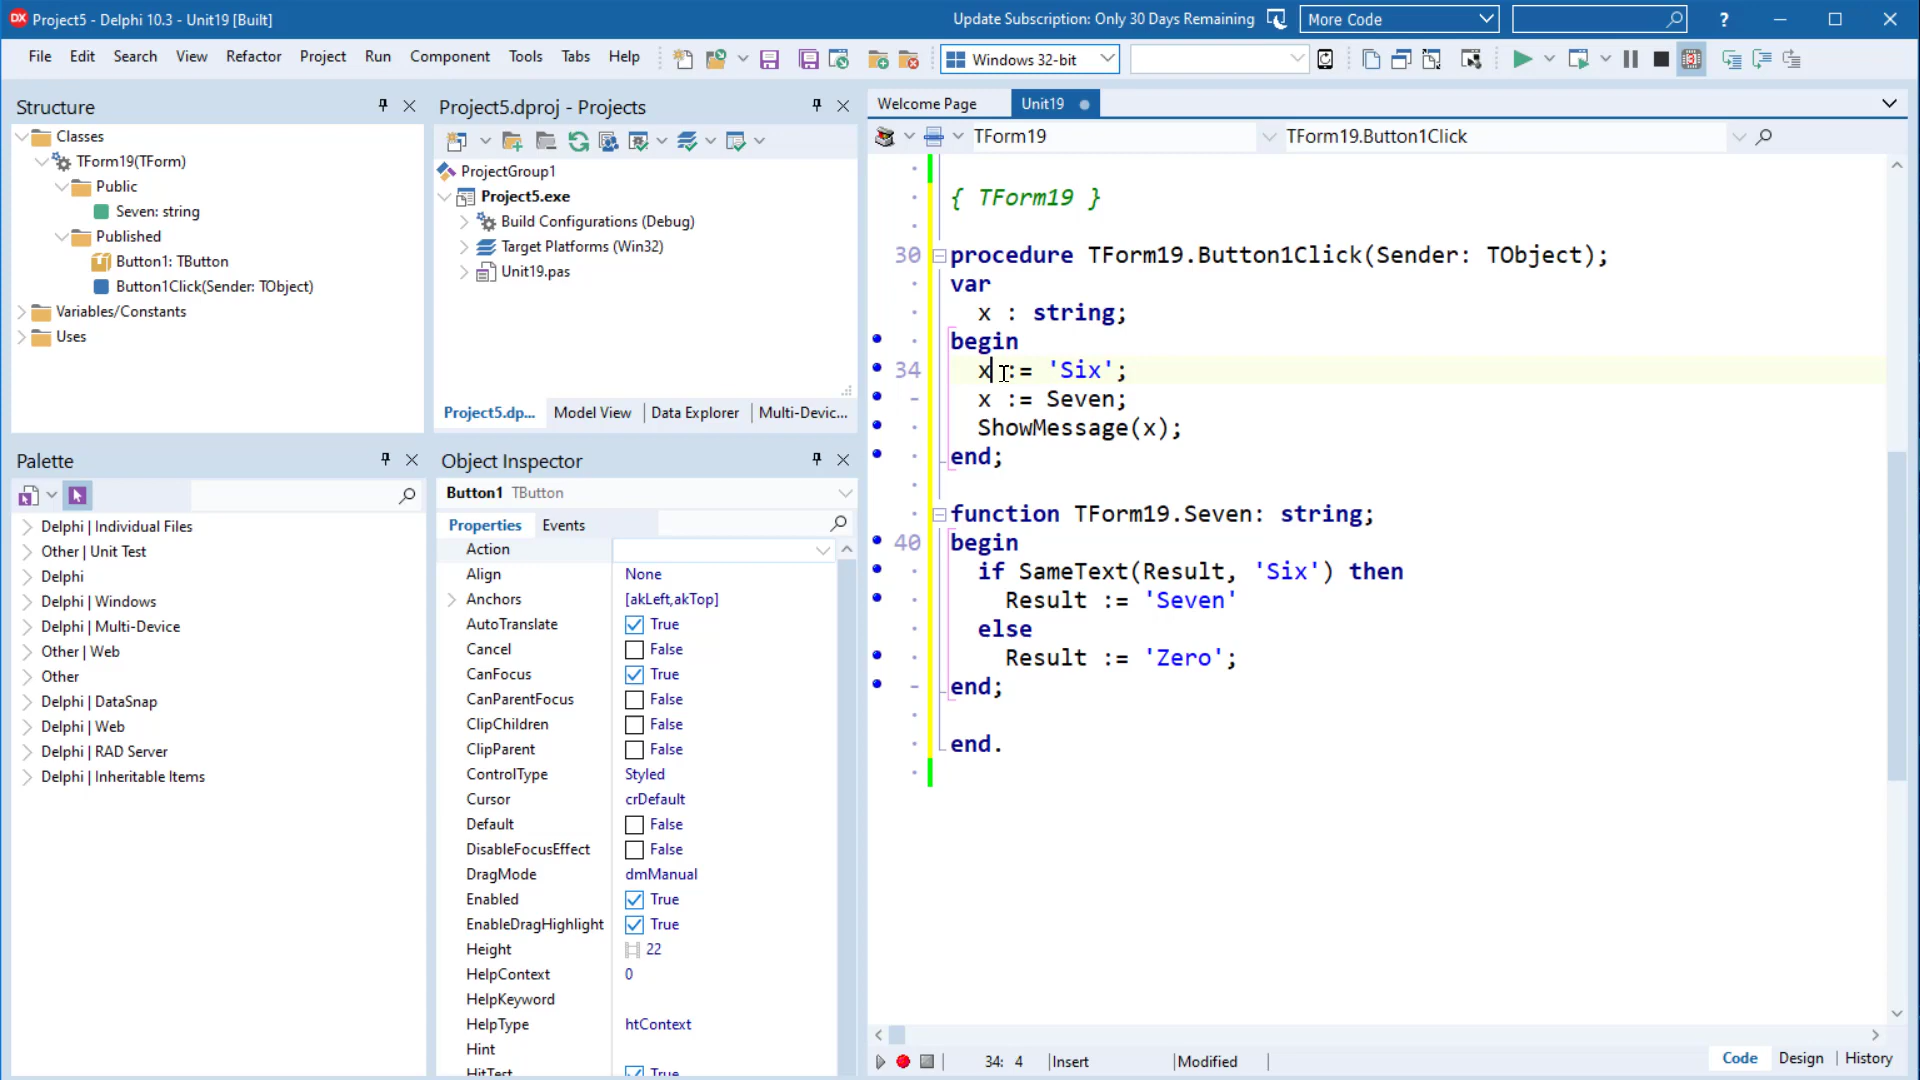 DX Project5 - Delphi 10.3 - Unit19 [Built]
Update Subscription: Only 30 Days Remaining
More Code
?
File Edit Search View Refactor Project Run Component Tools Tabs Help
Windows 32-bit
Structure
Classes
TForm19(TForm)
Public
Seven: string
Published
Button1: TButton
Button1Click(Sender: TObject)
Variables/Constants
Uses
Project5.dproj - Projects
ProjectGroup1
Project5.exe
Build Configurations (Debug)
Target Platforms (Win32)
Unit19.pas
Project5.dp... Model View Data Explorer Multi-Devic...
Palette
Delphi | Individual Files
Other | Unit Test
Delphi
Delphi | Windows
Delphi | Multi-Device
Other | Web
Other
Delphi | DataSnap
Delphi | Web
Delphi | RAD Server
Delphi | Inheritable Items
Object Inspector
Button1 TButton
Properties Events
Action
Align None
Anchors [akLeft,akTop]
AutoTranslate True
Cancel False
CanFocus True
CanParentFocus False
ClipChildren False
ClipParent False
ControlType Styled
Cursor crDefault
Default False
DisableFocusEffect False
DragMode dmManual
Enabled True
EnableDragHighlight True
Height 22
HelpContext 0
HelpKeyword
HelpType htContext
Hint
HitTest True
Welcome Page Unit19
TForm19 TForm19.Button1Click
{ TForm19 }
30 procedure TForm19.Button1Click(Sender: TObject);
var
x : string;
begin
34 x := 'Six';
x := Seven;
ShowMessage(x);
end;
function TForm19.Seven: string;
40 begin
if SameText(Result, 'Six') then
Result := 'Seven'
else
Result := 'Zero';
end;
end.
34: 4 Insert Modified
Code Design History